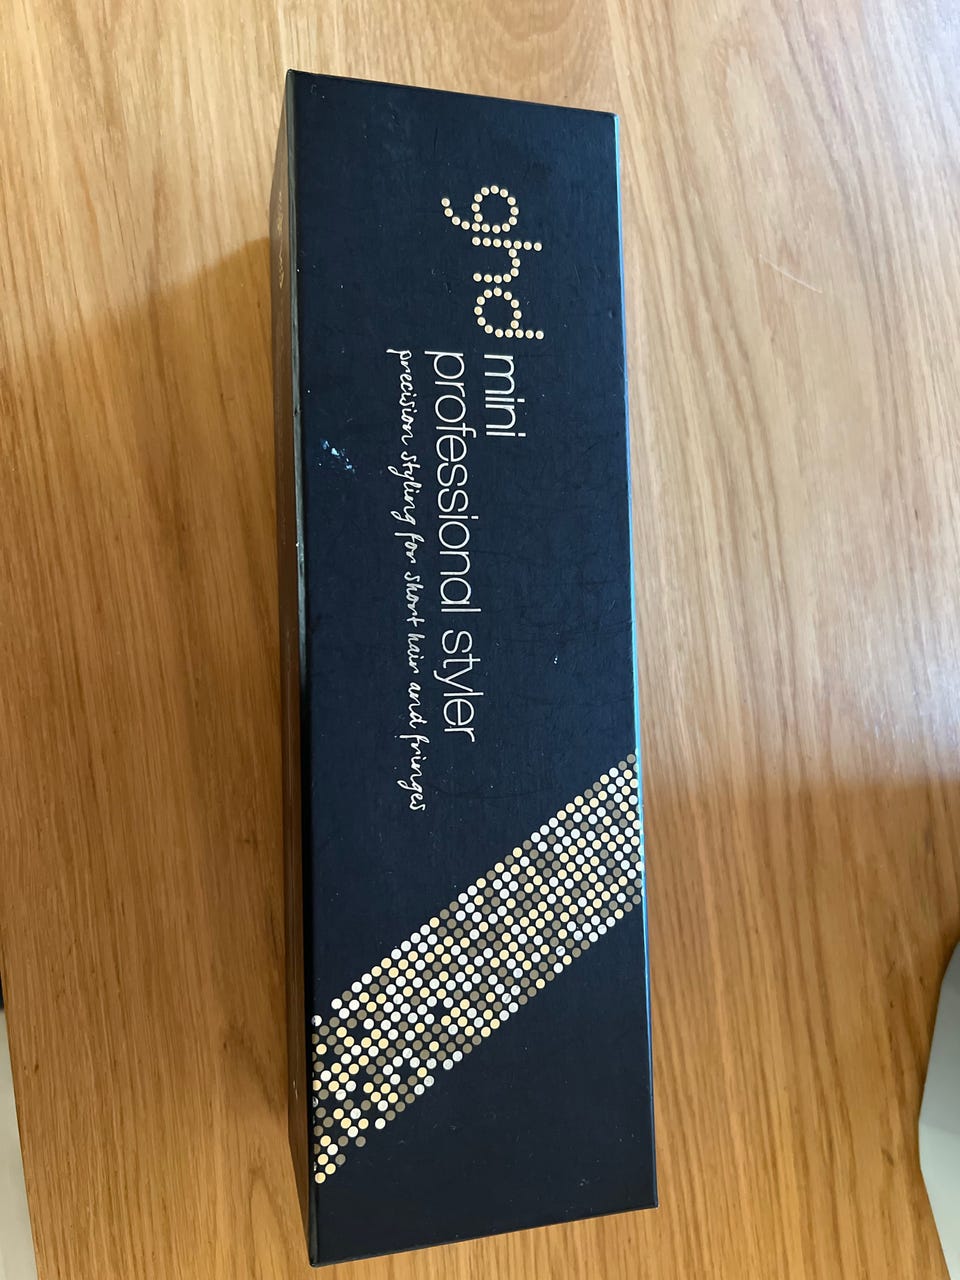 ghd mini
professional styler
precision styling for short hair and fringes